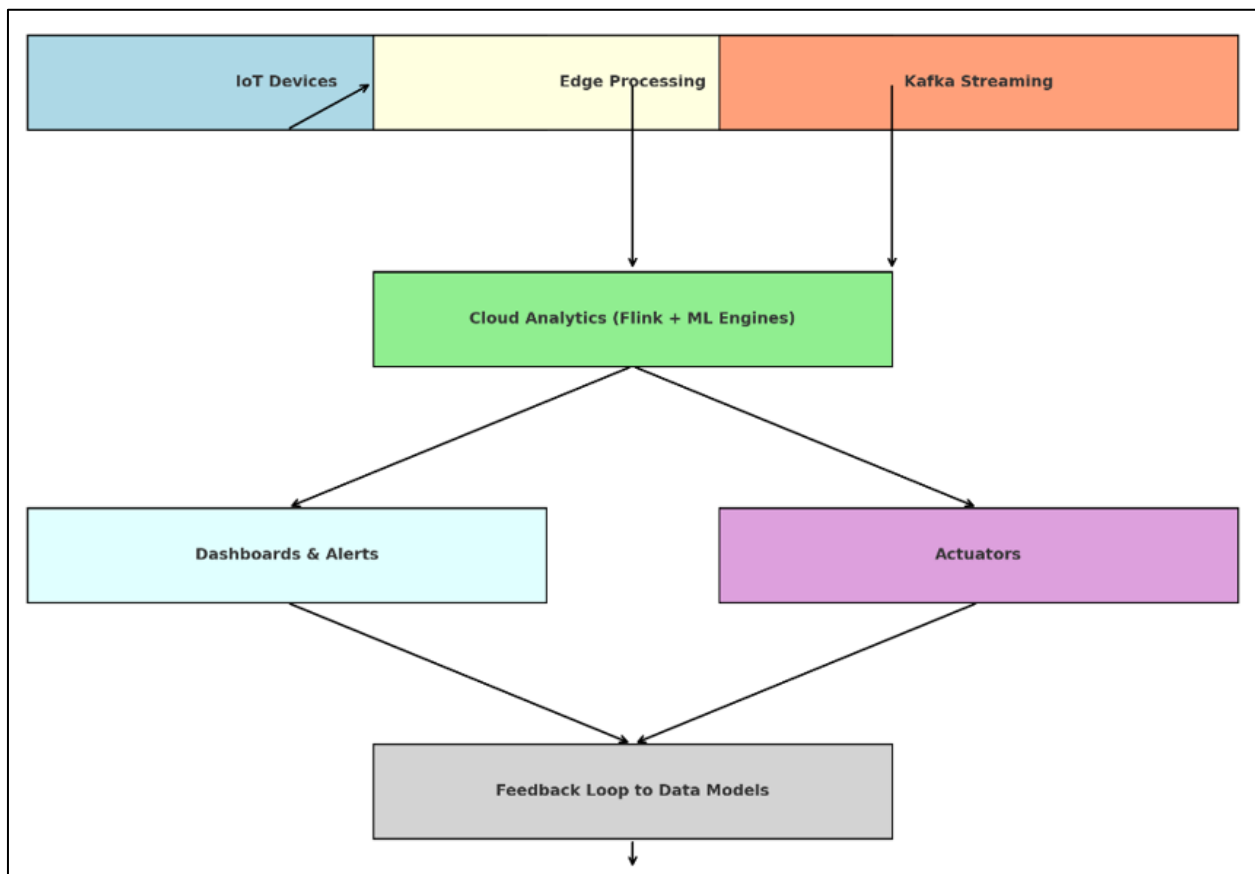 IoT Devices
Edge Processing
Kafka Streaming
Cloud Analytics (Flink + ML Engines)
Dashboards & Alerts
Actuators
Feedback Loop to Data Models